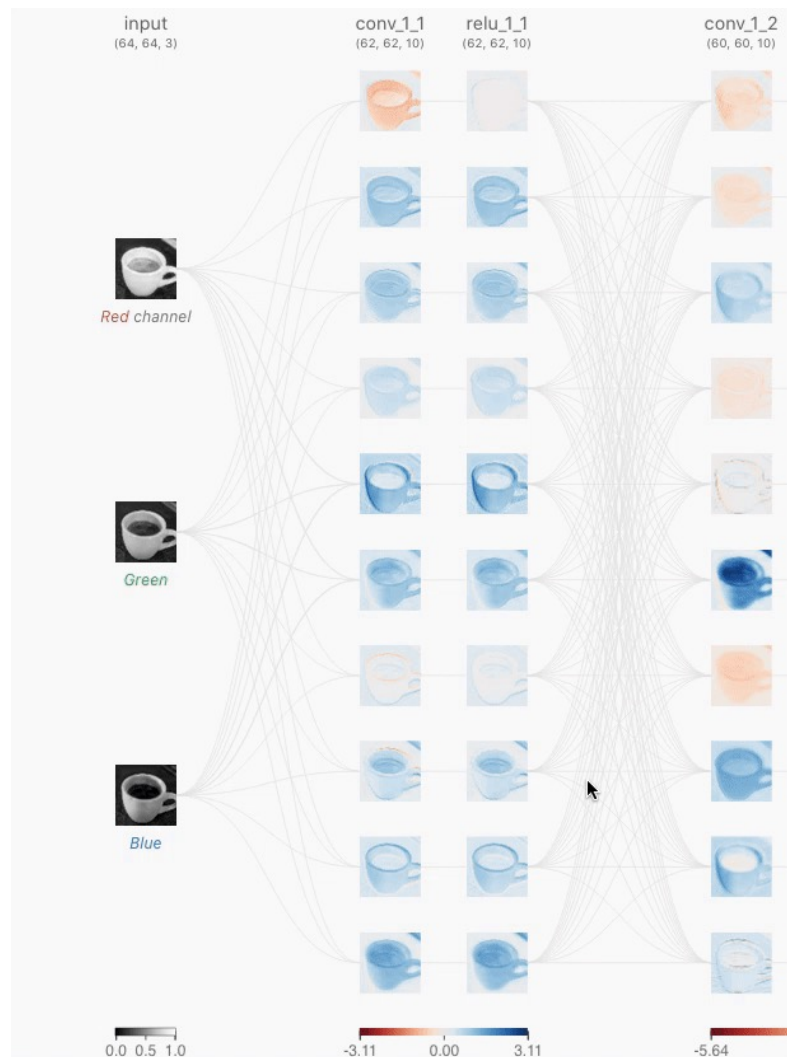 input
(64, 64, 3)
conv_1_1
(62, 62, 10)
relu_1_1
(62, 62, 10)
conv_1_2
(60, 60, 10)
Red channel
Green
Blue
0.0 0.5 1.0
-3.11 0.00 3.11
-5.64